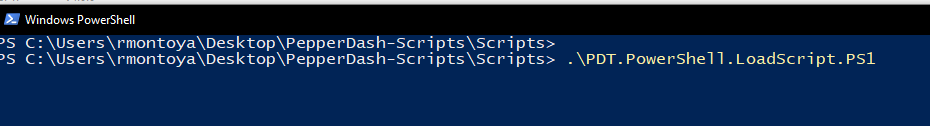 Windows PowerShell
PS C:\Users\rmontoya\Desktop\PepperDash-Scripts\Scripts>
PS C:\Users\rmontoya\Desktop\PepperDash-Scripts\Scripts> .\PDT.PowerShell.LoadScript.PS1